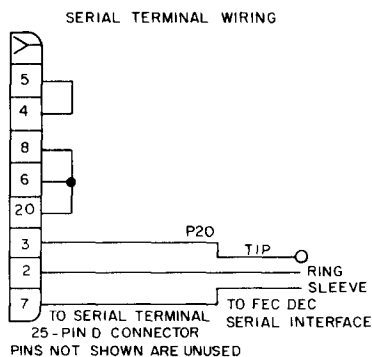 SERIAL TERMINAL WIRING
5
4
8
6
20
3
2
7
P20
TIP
RING
SLEEVE
TO SERIAL TERMINAL
25-PIN D CONNECTOR
PINS NOT SHOWN ARE UNUSED
TO FEC DEC
SERIAL INTERFACE